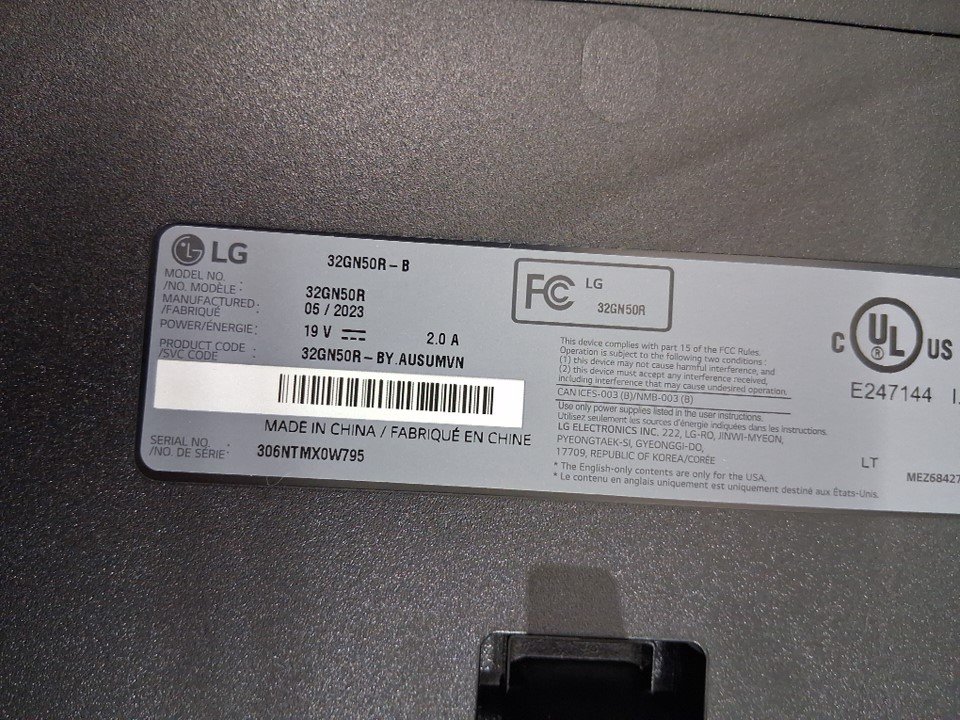 LG 32GN50R-B
MODEL NO.
/NO. MODÈLE : 32GN50R
MANUFACTURED :
/FABRIQUÉ 06 / 2023
POWER/ÉNERGIE: 19 V 2.0 A
PRODUCT CODE :
/SVC CODE 32GN50R-BY.AUSUMVN
MADE IN CHINA / FABRIQUÉ EN CHINE
SERIAL NO. :
/NO. DE SÉRIE: 306NTMX0W795
FC LG
32GN50R
This device complies with part 15 of the FCC Rules.
Operation is subject to the following two conditions:
(1) this device may not cause harmful interference, and
(2) this device must accept any interference received,
including interference that may cause undesired operation.
CAN ICES-003 (B)/NMB-003 (B)
Use only power supplies listed in the user instructions.
Utilisez seulement les sources d'énergie indiquées dans les instructions.
LG ELECTRONICS INC. 222, LG-RO, JINWI-MYEON,
PYEONGTAEK-SI, GYEONGGI-DO,
17709, REPUBLIC OF KOREA/CORÉE
* The English-only contents are only for the USA.
* Le contenu en anglais uniquement est uniquement destiné aux États-Unis.
C UL ® US
E247144
LT
MEZ68427